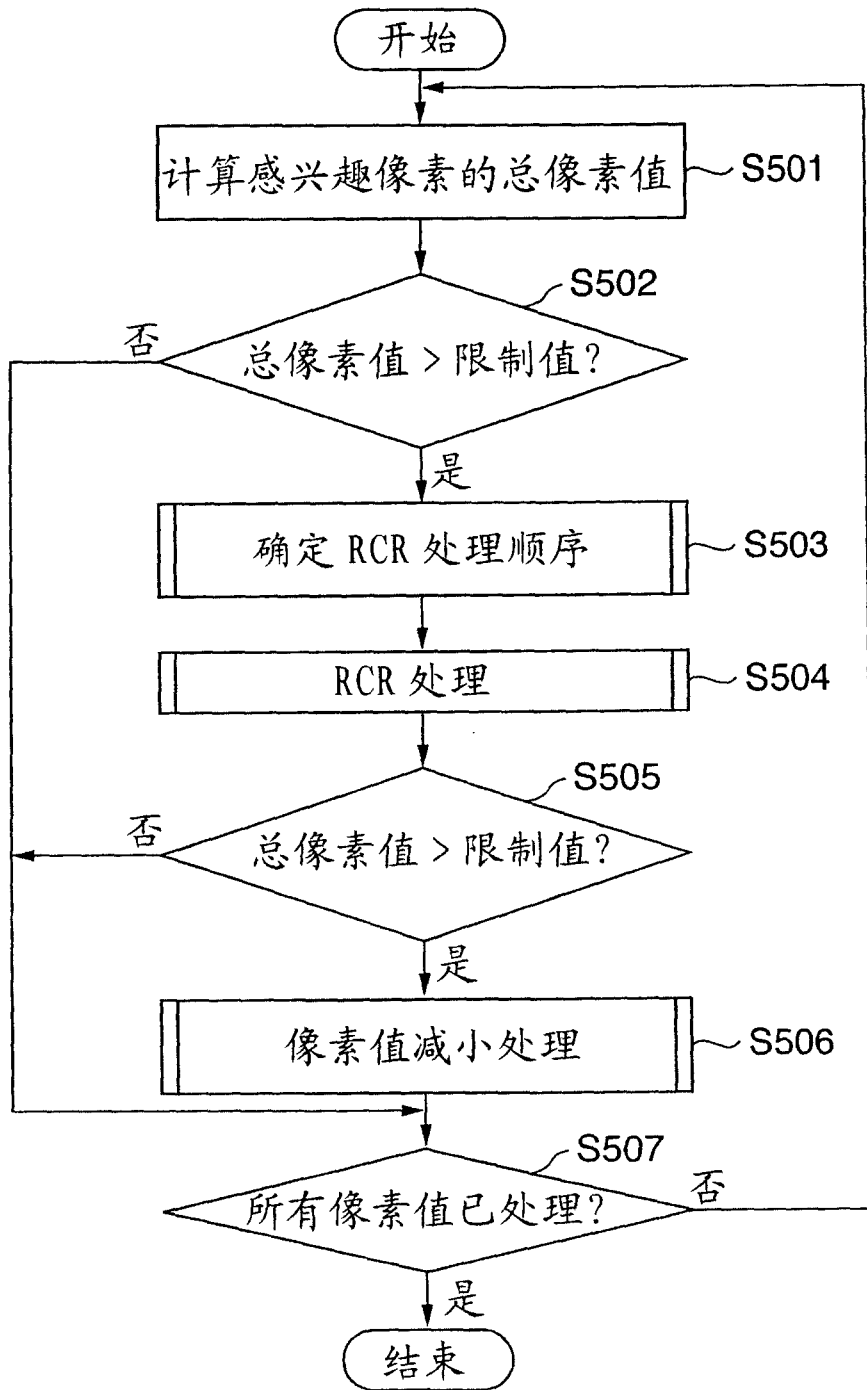 开始
计算感兴趣像素的总像素值
S501
S502
否
总像素值>限制值?
是
确定 RCR 处理顺序
S503
RCR 处理
S504
S505
否
总像素值>限制值?
是
像素值减小处理
S506
S507
所有像素值已处理?
否
是
结束